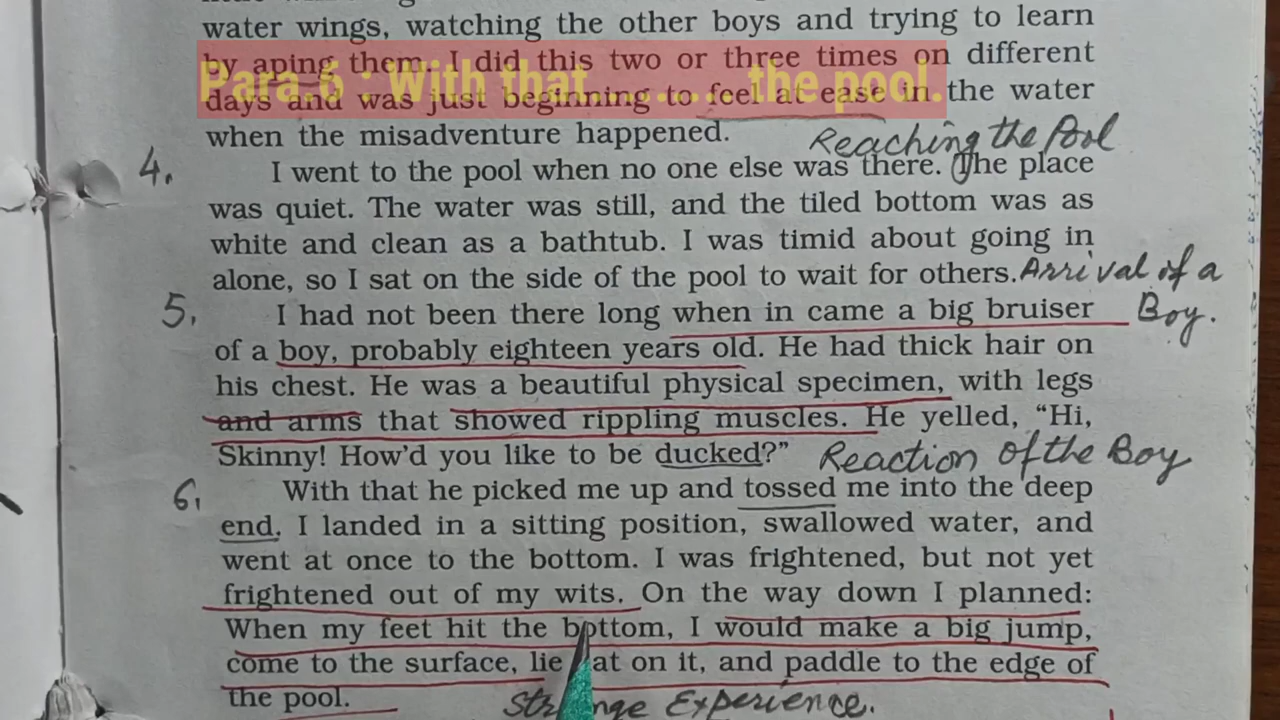 water wings, watching the other boys and trying to learn
by aping them. I did this two or three times on different
Para.6 : With that.......... the pool.
days and was just beginning to feel at ease in the water
when the misadventure happened.
Reaching the Pool
4. I went to the pool when no one else was there. The place
was quiet. The water was still, and the tiled bottom was as
white and clean as a bathtub. I was timid about going in
alone, so I sat on the side of the pool to wait for others.
Arrival of a
Boy.
5. I had not been there long when in came a big bruiser
of a boy, probably eighteen years old. He had thick hair on
his chest. He was a beautiful physical specimen, with legs
and arms that showed rippling muscles. He yelled, “Hi,
Skinny! How’d you like to be ducked?”
Reaction of the Boy
6. With that he picked me up and tossed me into the deep
end. I landed in a sitting position, swallowed water, and
went at once to the bottom. I was frightened, but not yet
frightened out of my wits. On the way down I planned:
When my feet hit the bottom, I would make a big jump,
come to the surface, lie at on it, and paddle to the edge of
the pool.
Experience.